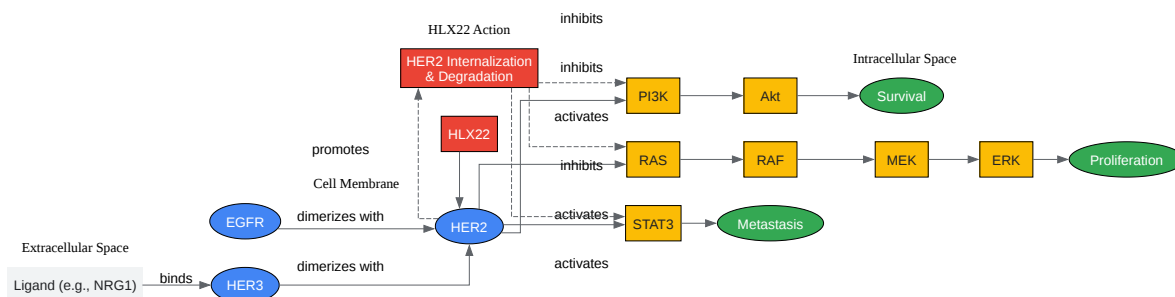 inhibits
HLX22 Action
HER2 Internalization
& Degradation
inhibits
Intracellular Space
PI3K
Akt
Survival
activates
HLX22
promotes
RAS
RAF
MEK
ERK
Proliferation
inhibits
Cell Membrane
EGFR
dimerizes with
HER2
activates
STAT3
Metastasis
Extracellular Space
dimerizes with
activates
Ligand (e.g., NRG1)
binds
HER3